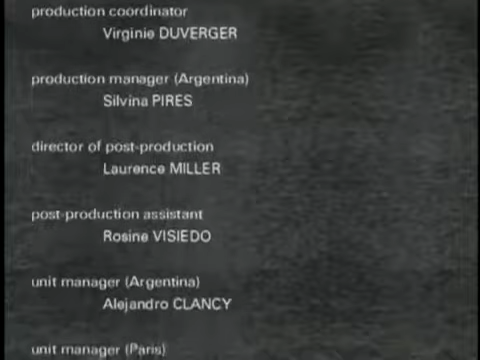 production coordinator
Virginie DUVERGER
production manager (Argentina)
Silvina PIRES
director of post-production
Laurence MILLER
post-production assistant
Rosine VISIEDO
unit manager (Argentina)
Alejandro CLANCY
unit manager (Paris)